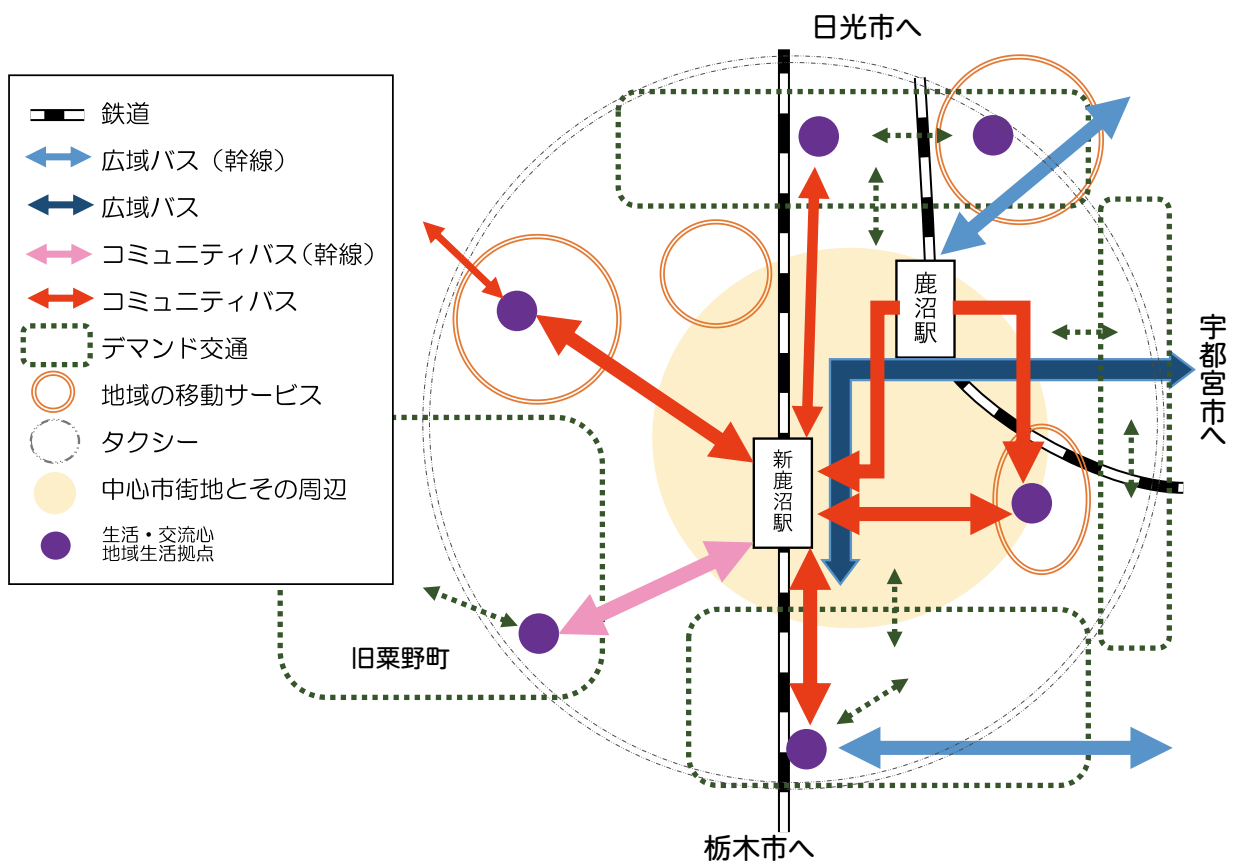 日光市へ
鉄道
広域バス（幹線）
広域バス
コミュニティバス（幹線）
コミュニティバス
デマンド交通
地域の移動サービス
タクシー
中心市街地とその周辺
生活・交流心
地域生活拠点
鹿沼駅
宇都宮市へ
新鹿沼駅
旧粟野町
栃木市へ